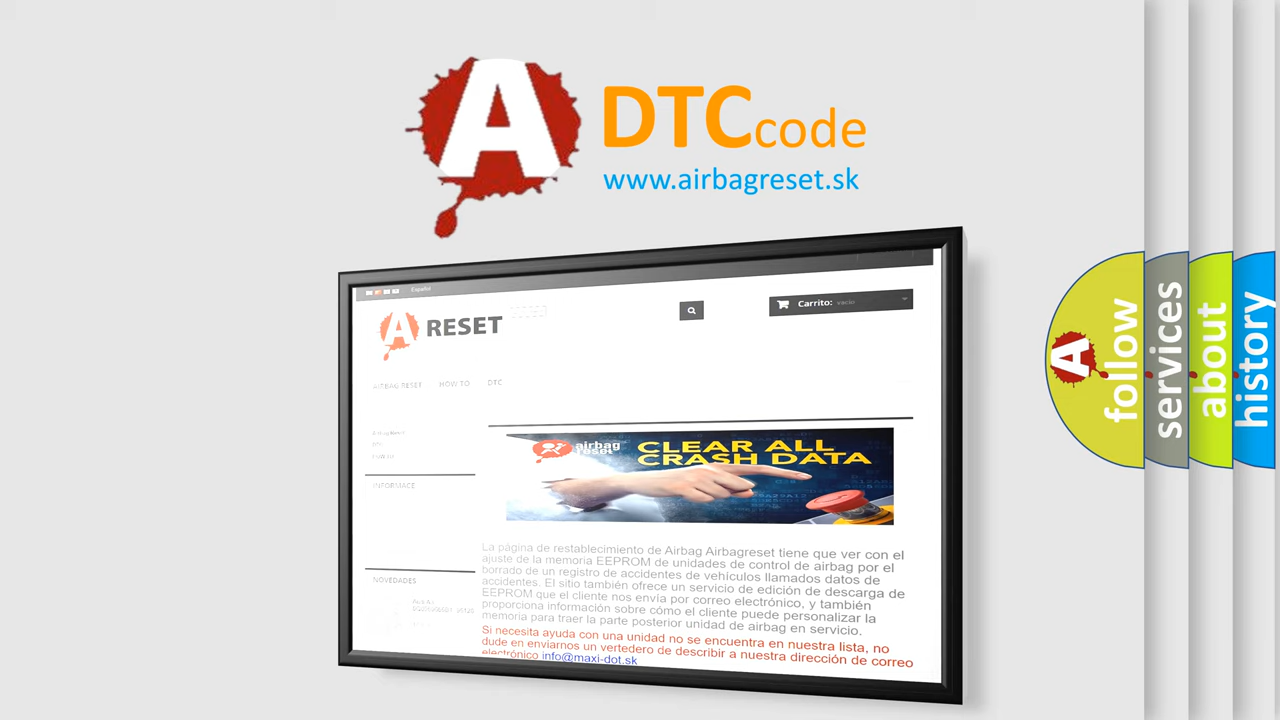 A
DTCcode
www.airbagreset.sk
Español
A RESET
Carrito: vacío
AIRBAG RESET HOW TO DTC
INFORMACE
airbag
reset
CLEAR ALL
CRASH DATA
La página de restablecimiento de Airbag Airbagreset tiene que ver con el
ajuste de la memoria EEPROM de unidades de control de airbag por el
borrado de un registro de accidentes de vehículos llamados datos de
accidentes. El sitio también ofrece un servicio de edición de descarga de
EEPROM que el cliente nos envía por correo electrónico, y también
proporciona información sobre cómo el cliente puede personalizar la
memoria para traer la parte posterior unidad de airbag en servicio.
Si necesita ayuda con una unidad no se encuentra en nuestra lista, no
dude en enviarnos un vertedero de describir a nuestra dirección de correo
electrónico info@maxi-dot.sk
NOVEDADES
A
follow
services
about
history